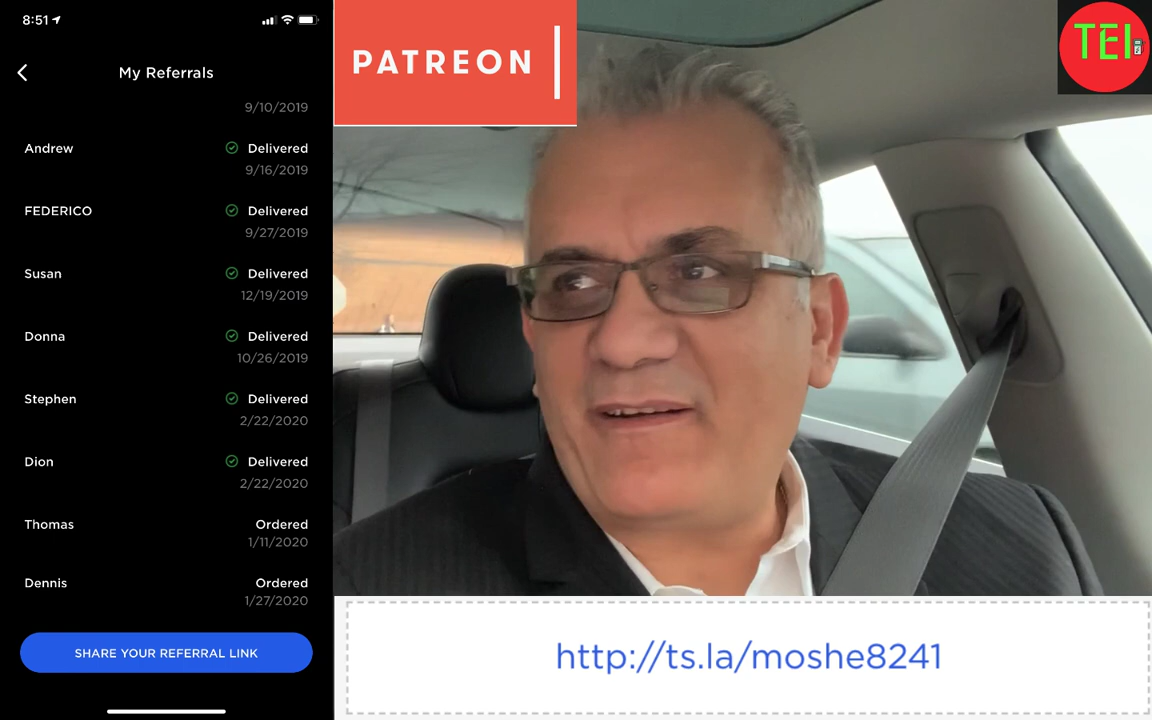 8:51
My Referrals
9/10/2019
Andrew Delivered
9/16/2019
FEDERICO Delivered
9/27/2019
Susan Delivered
12/19/2019
Donna Delivered
10/26/2019
Stephen Delivered
2/22/2020
Dion Delivered
2/22/2020
Thomas Ordered
1/11/2020
Dennis Ordered
1/27/2020
SHARE YOUR REFERRAL LINK
PATREON
TEI
http://ts.la/moshe8241